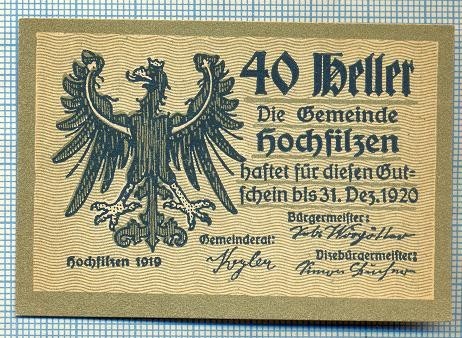 40 Heller
Die Gemeinde
Hochfilzen
haftet für diesen Gut-
schein bis 31. Dez. 1920
Bürgermeister:
Gemeinderat:
Vizebürgermeister:
Hochfilzen 1919